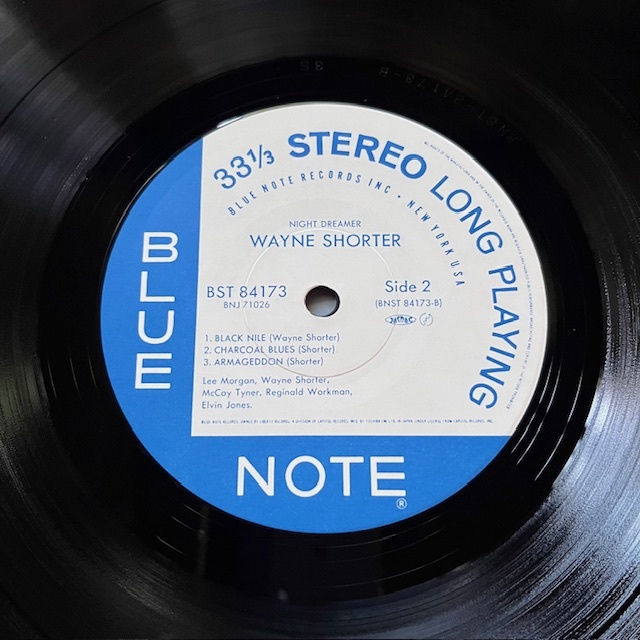 33⅓ STEREO LONG PLAYING
BLUE NOTE RECORDS INC · NEW YORK USA
NIGHT DREAMER
WAYNE SHORTER
BST 84173
BNJ 71026
Side 2
(BNST 84173-B)
1. BLACK NILE (Wayne Shorter)
2. CHARCOAL BLUES (Shorter)
3. ARMAGEDDON (Shorter)
Lee Morgan, Wayne Shorter,
McCoy Tyner, Reginald Workman,
Elvin Jones.
BLUE
NOTE®